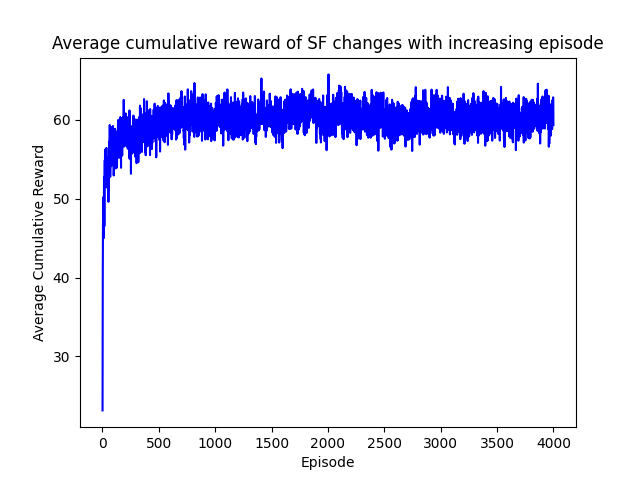 Average cumulative reward of SF changes with increasing episode
60
50
40
30
Average Cumulative Reward
0 500 1000 1500 2000 2500 3000 3500 4000
Episode